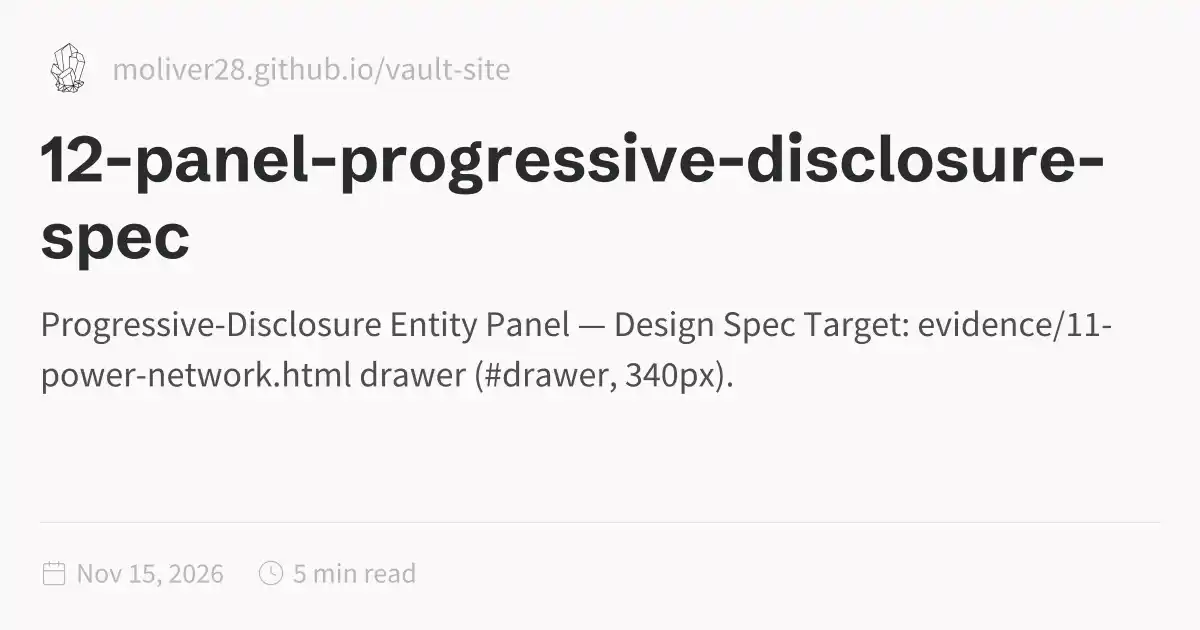 moliver28.github.io/vault-site
12-panel-progressive-disclosure-
spec
Progressive-Disclosure Entity Panel — Design Spec Target: evidence/11-
power-network.html drawer (#drawer, 340px).
Nov 15, 2026 5 min read